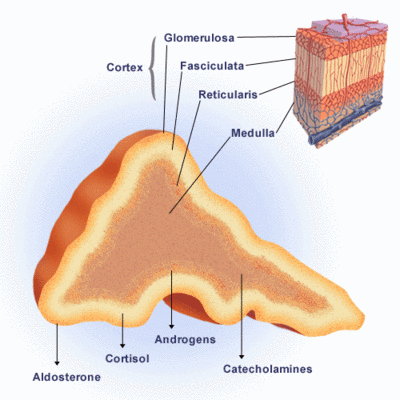 Glomerulosa
Cortex
Fasciculata
Reticularis
Medulla
Androgens
Cortisol
Catecholamines
Aldosterone